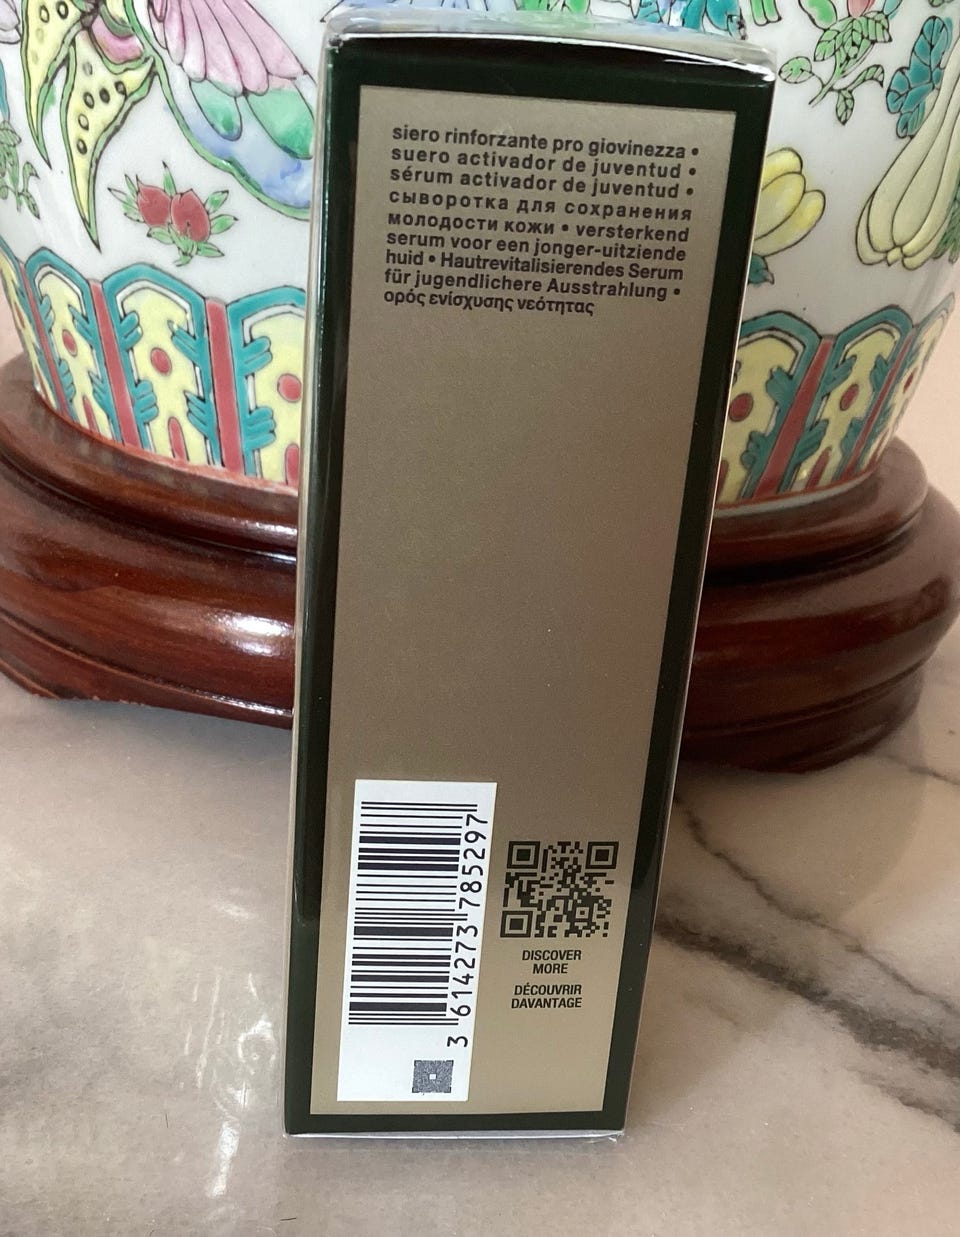 siero rinforzante pro giovinezza •
suero activador de juventud •
sérum activador de juventud •
сыворотка для сохранения
молодости кожи • versterkend
serum voor een jonger-uitziende
huid • Hautrevitalisierendes Serum
für jugendlichere Ausstrahlung •
ορός ενίσχυσης νεότητας
3 614273 785297
DISCOVER
MORE
DÉCOUVRIR
DAVANTAGE